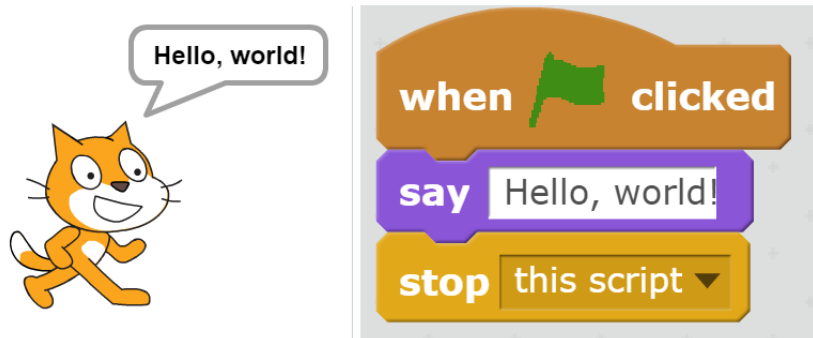 Hello, world!
when clicked
say Hello, world!
stop this script